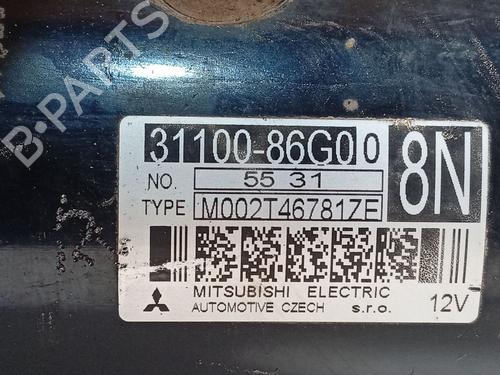 B-PARTS
31100-86G00
8N
NO. 55 31
TYPE M002T46781ZE
MITSUBISHI ELECTRIC
AUTOMOTIVE CZECH s.r.o. 12V